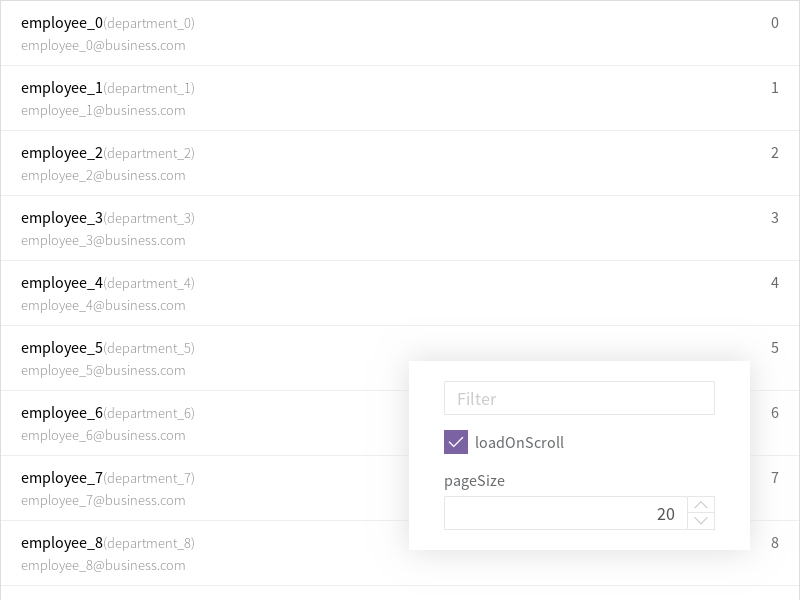 employee_0(department_0) 0
employee_0@business.com
employee_1(department_1) 1
employee_1@business.com
employee_2(department_2) 2
employee_2@business.com
employee_3(department_3) 3
employee_3@business.com
employee_4(department_4) 4
employee_4@business.com
employee_5(department_5) 5
employee_5@business.com
employee_6(department_6) 6
employee_6@business.com
employee_7(department_7) 7
employee_7@business.com
employee_8(department_8) 8
employee_8@business.com
Filter
loadOnScroll
pageSize
20